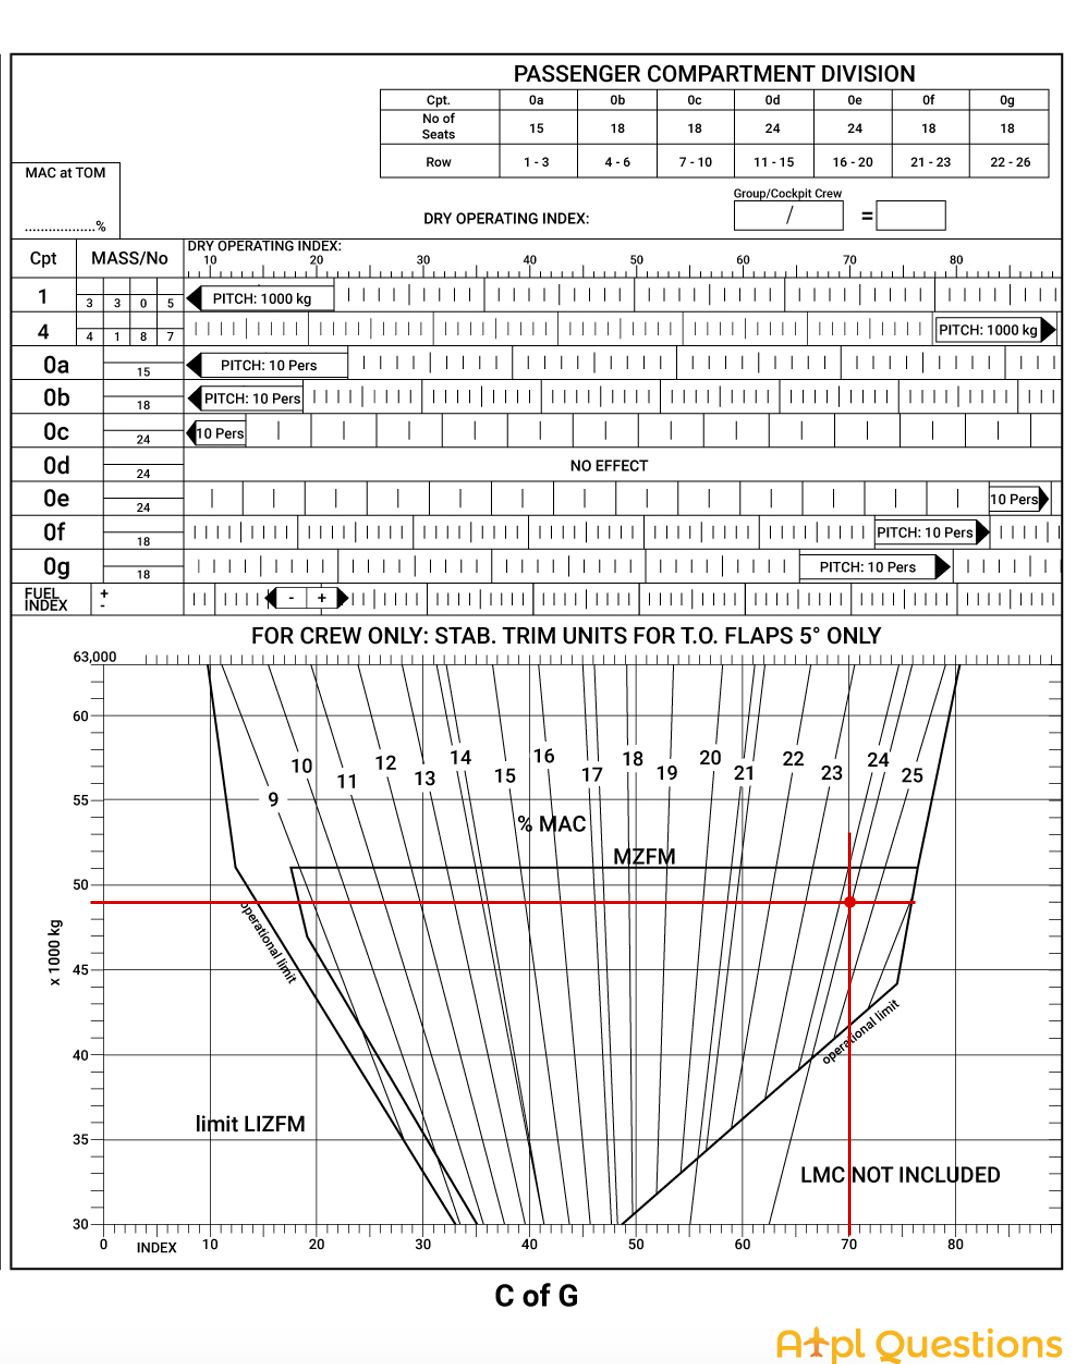 PASSENGER COMPARTMENT DIVISION
Cpt. 0a 0b 0c 0d 0e 0f 0g
No of Seats 15 18 18 24 24 18 18
Row 1 - 3 4 - 6 7 - 10 11 - 15 16 - 20 21 - 23 22 - 26
MAC at TOM
...................%
Group/Cockpit Crew
DRY OPERATING INDEX: / =
Cpt MASS/No DRY OPERATING INDEX:
10 20 30 40 50 60 70 80
1 3 3 0 5 PITCH: 1000 kg
4 4 1 8 7 PITCH: 1000 kg
0a 15 PITCH: 10 Pers
0b 18 PITCH: 10 Pers
0c 24 10 Pers
0d 24 NO EFFECT
0e 24 10 Pers
0f 18 PITCH: 10 Pers
0g 18 PITCH: 10 Pers
FUEL INDEX + - - +
FOR CREW ONLY: STAB. TRIM UNITS FOR T.O. FLAPS 5° ONLY
63,000
60
55
50
45
40
35
30
x 1000 kg
9 10 11 12 13 14 15 16 17 18 19 20 21 22 23 24 25
% MAC
MZFM
operational limit
operational limit
limit LIZFM
LMC NOT INCLUDED
0 INDEX 10 20 30 40 50 60 70 80
C of G
Atpl Questions